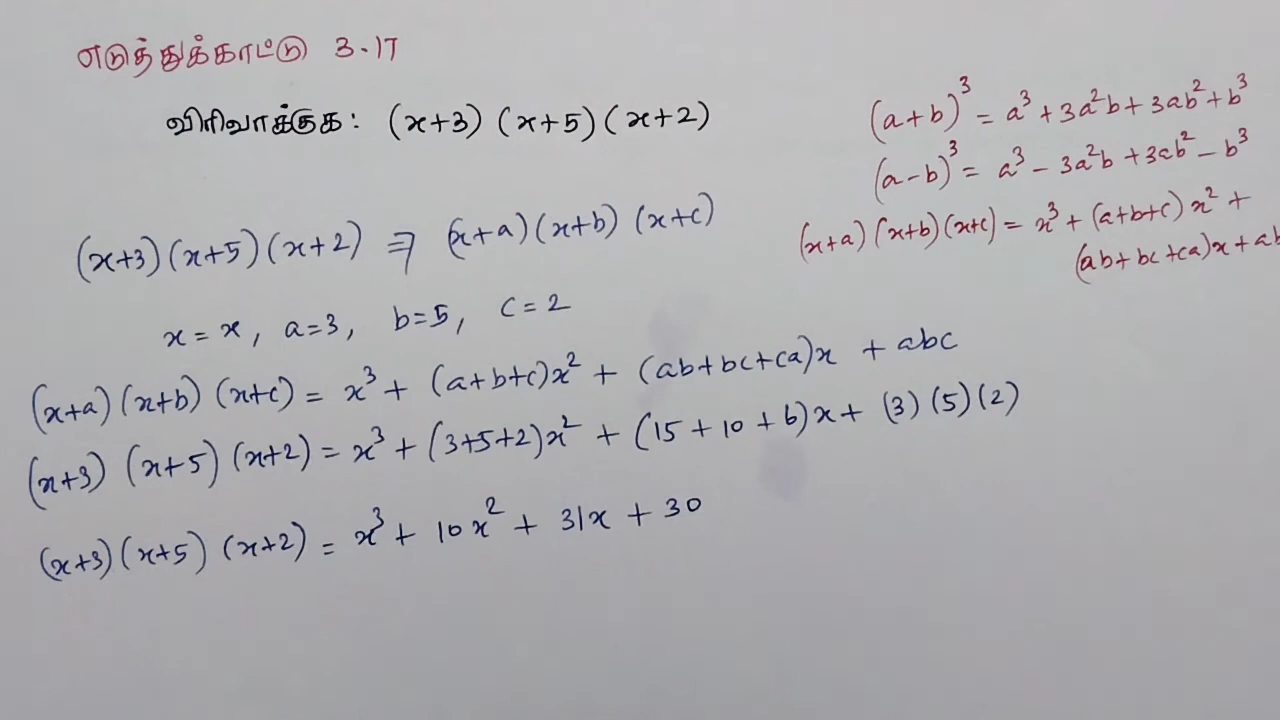 எடுத்துக்காட்டு 3.17
விரிவாக்குக: (x+3) (x+5) (x+2)
(a+b)³ = a³ + 3a²b + 3ab² + b³
(a-b)³ = a³ - 3a²b + 3ab² - b³
(x+a) (x+b) (x+c) = x³ + (a+b+c) x² +
(ab+bc+ca)x + ab
(x+3) (x+5) (x+2) ⇒ (x+a) (x+b) (x+c)
x = x, a=3, b=5, c=2
(x+a) (x+b) (x+c) = x³ + (a+b+c)x² + (ab+bc+ca)x + abc
(x+3) (x+5) (x+2) = x³ + (3+5+2)x² + (15+10+6)x + (3) (5) (2)
(x+3) (x+5) (x+2) = x³ + 10x² + 31x + 30